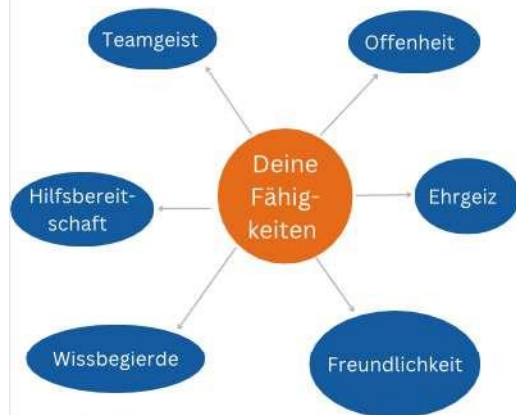 Teamgeist
Offenheit
Deine
Fähig-
keiten
Hilfsbereit-
schaft
Ehrgeiz
Wissbegierde
Freundlichkeit